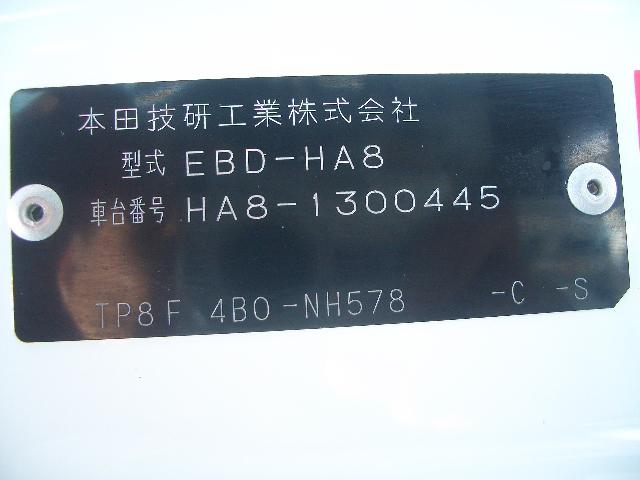 本田技研工業株式会社
型式 EBD-HA8
車台番号 HA8-1300445
TP8F 4B0-NH578 -C -S